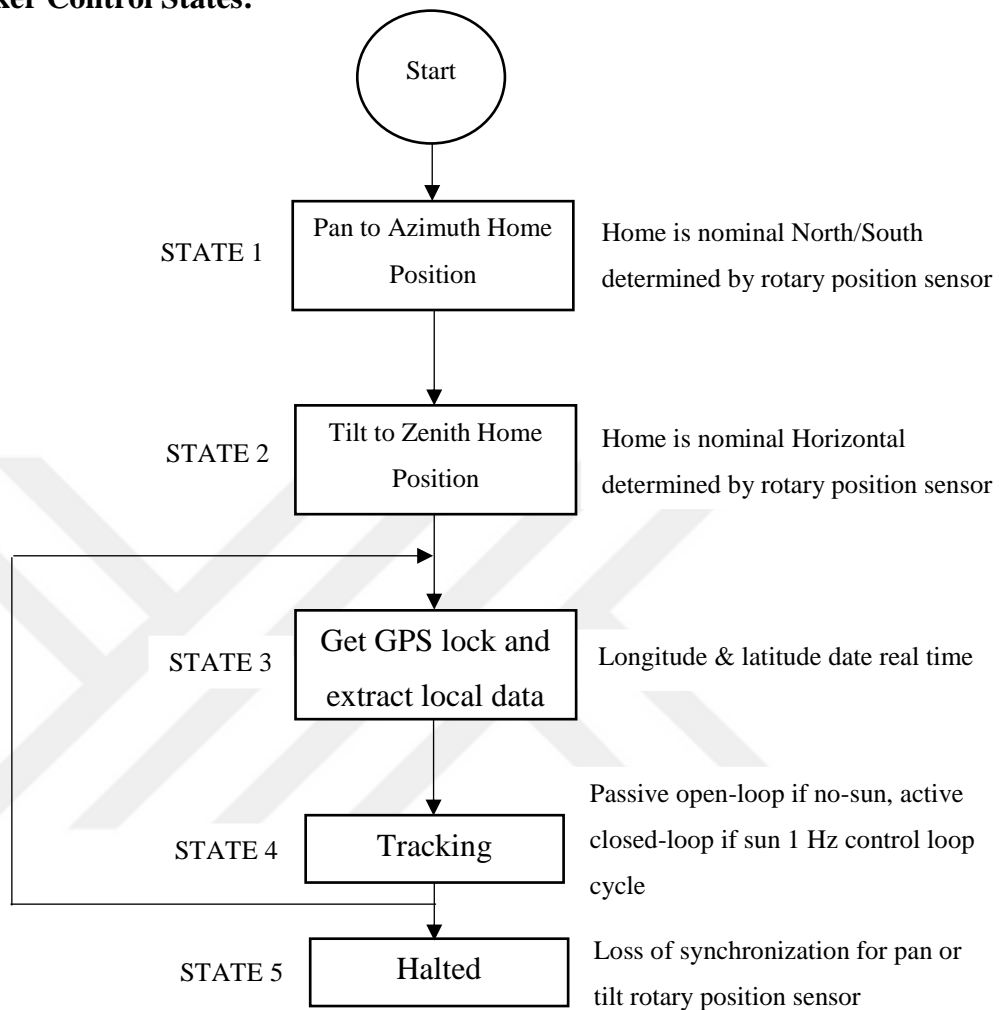 ker Control States:
Start
STATE 1
Pan to Azimuth Home
Position
Home is nominal North/South
determined by rotary position sensor
STATE 2
Tilt to Zenith Home
Position
Home is nominal Horizontal
determined by rotary position sensor
STATE 3
Get GPS lock and
extract local data
Longitude & latitude date real time
STATE 4
Tracking
Passive open-loop if no-sun, active
closed-loop if sun 1 Hz control loop
cycle
STATE 5
Halted
Loss of synchronization for pan or
tilt rotary position sensor